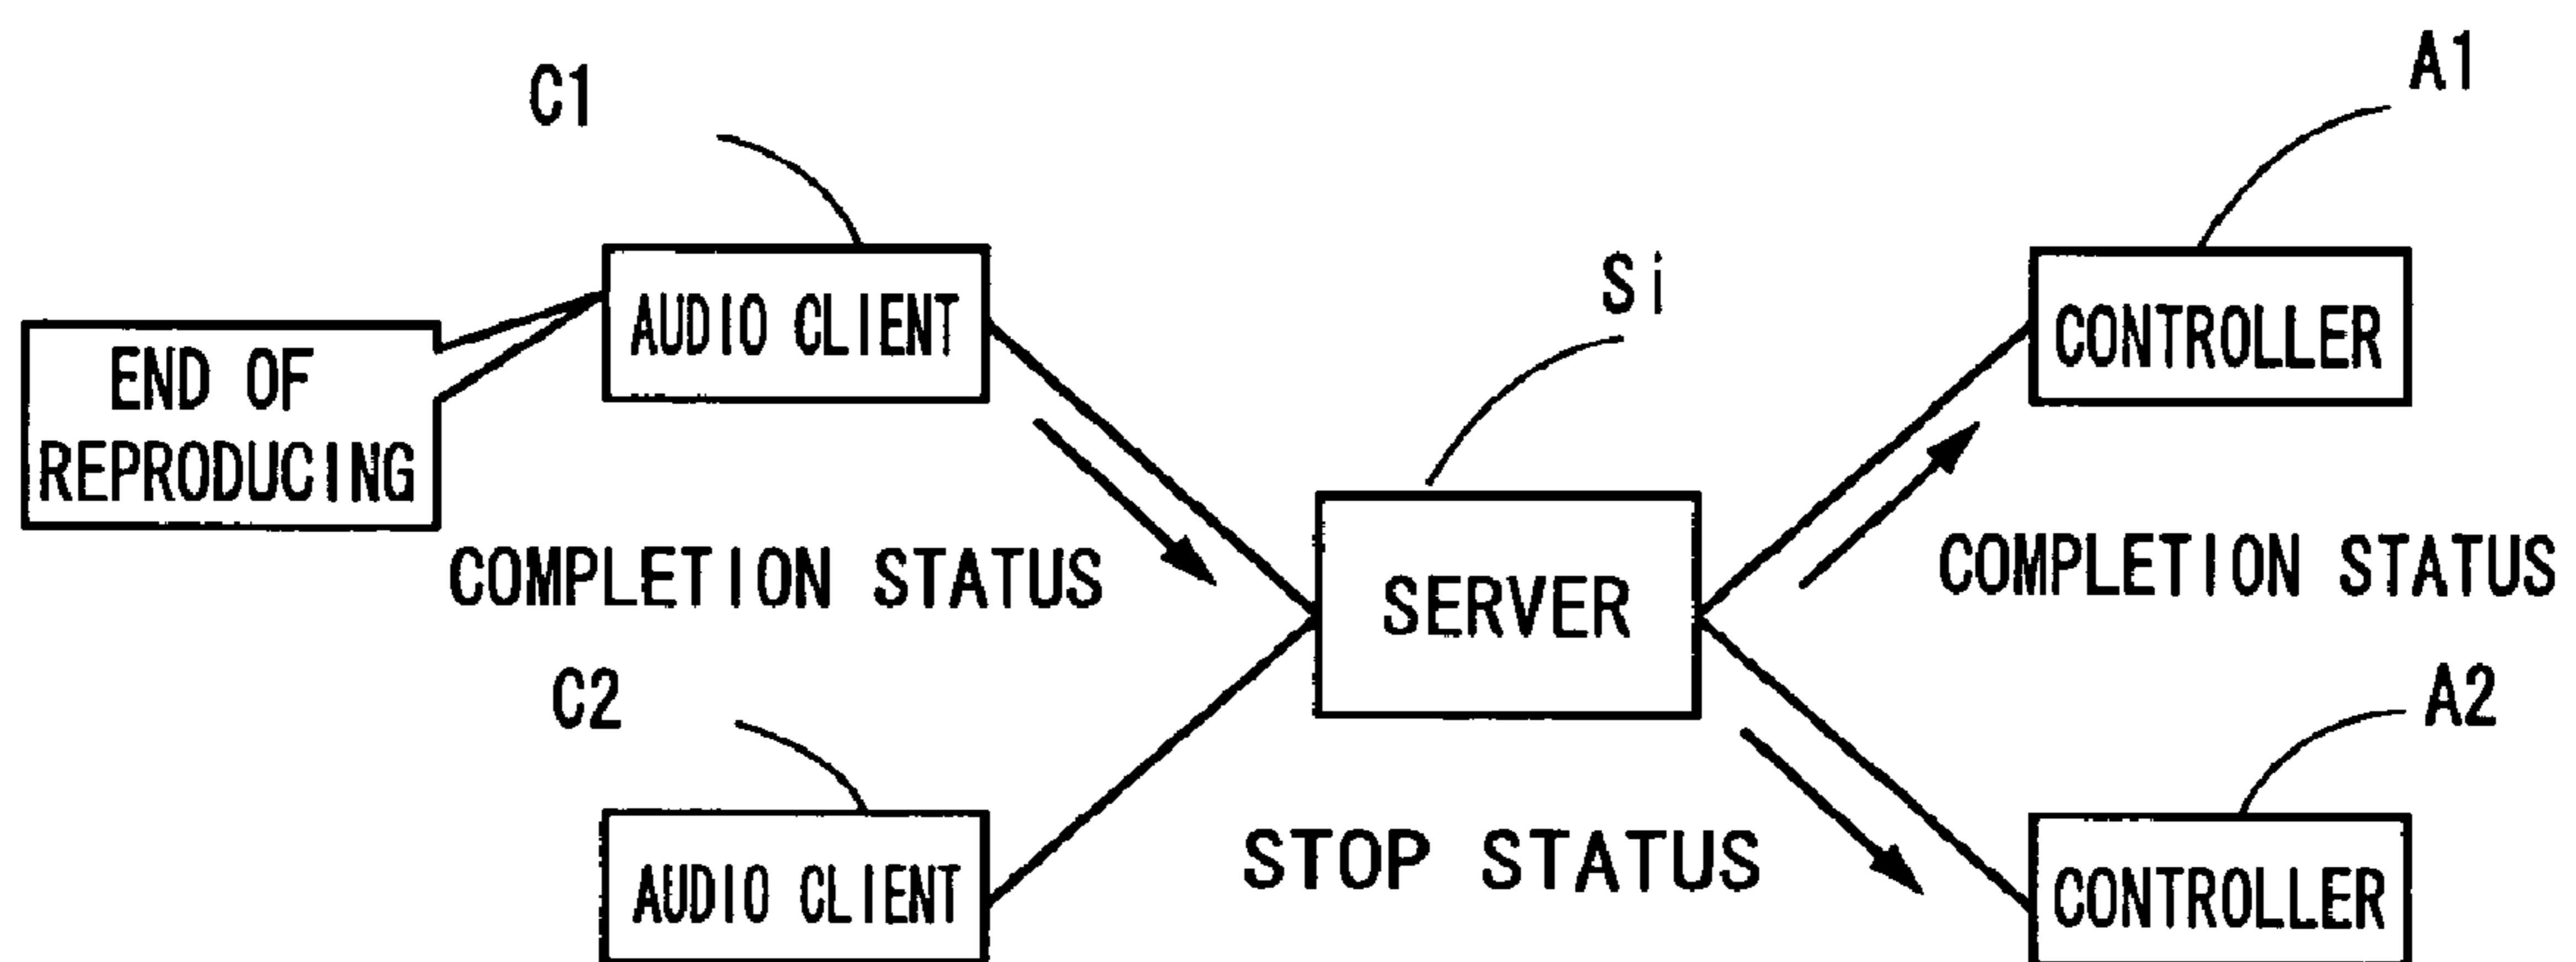 C1
A1
AUDIO CLIENT
Si
CONTROLLER
END OF
REPRODUCING
COMPLETION STATUS
SERVER
COMPLETION STATUS
C2
A2
STOP STATUS
AUDIO CLIENT
CONTROLLER